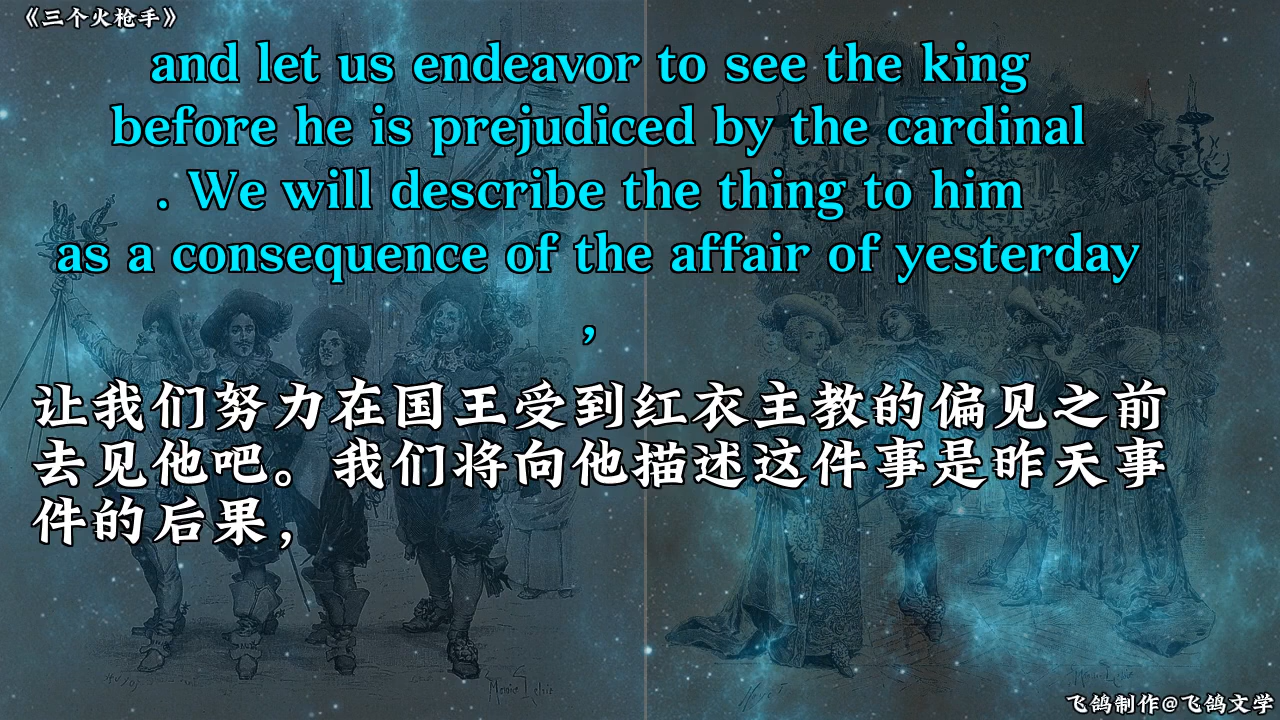 《三个火枪手》
and let us endeavor to see the king
before he is prejudiced by the cardinal
. We will describe the thing to him
as a consequence of the affair of yesterday
,
让我们努力在国王受到红衣主教的偏见之前
去见他吧。我们将向他描述这件事是昨天事
件的后果，
飞鸽制作@飞鸽文学